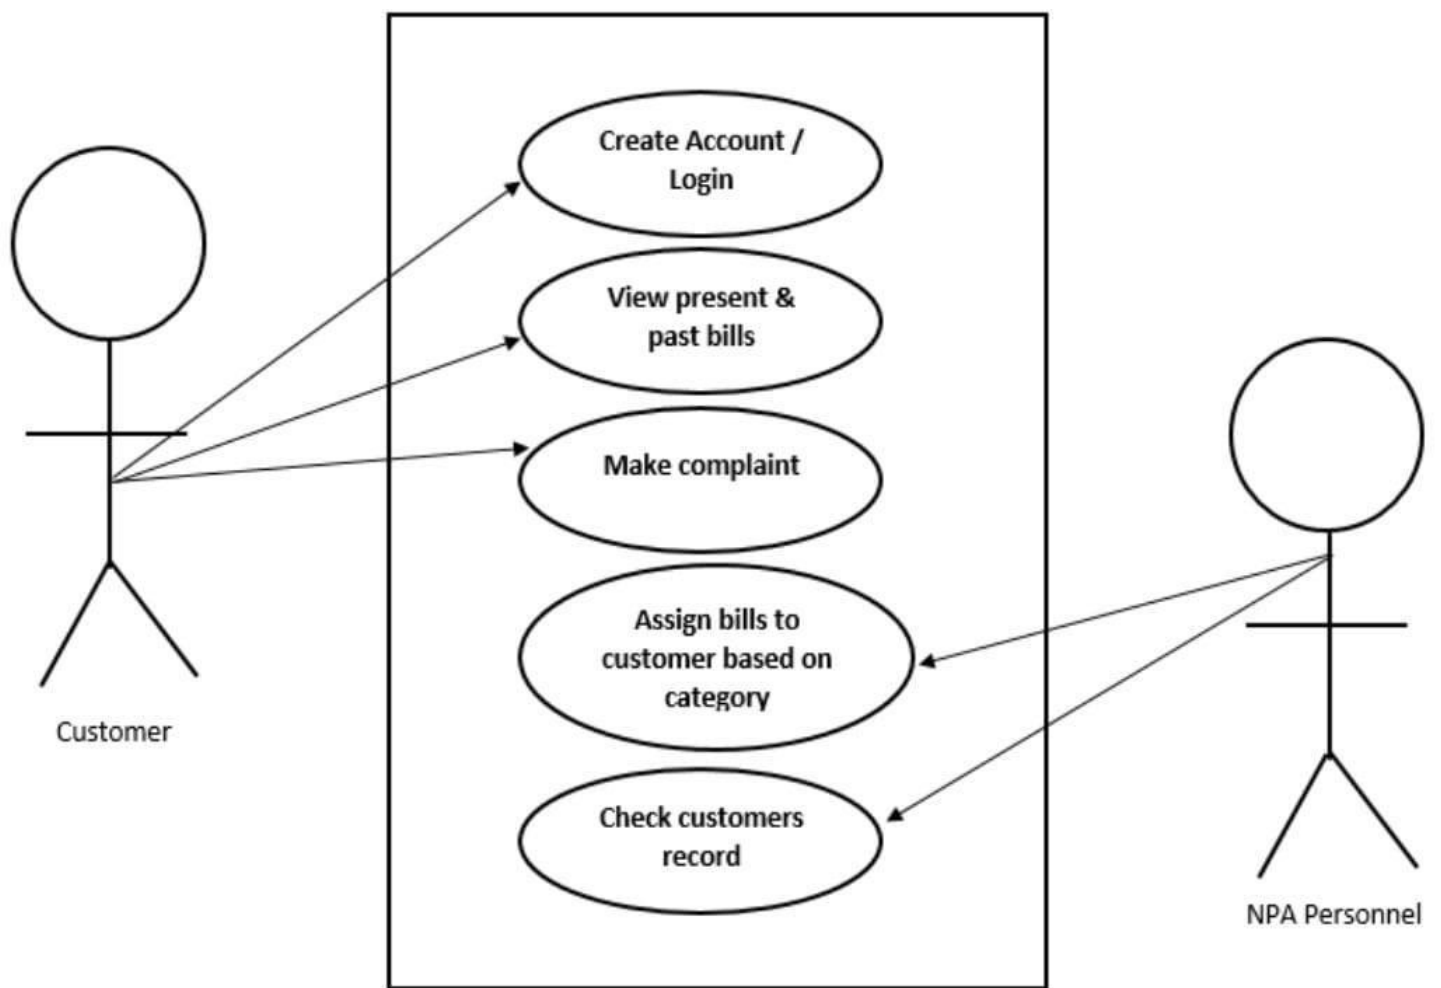 Create Account /
Login
View present &
past bills
Make complaint
Assign bills to
customer based on
category
Check customers
record
Customer
NPA Personnel